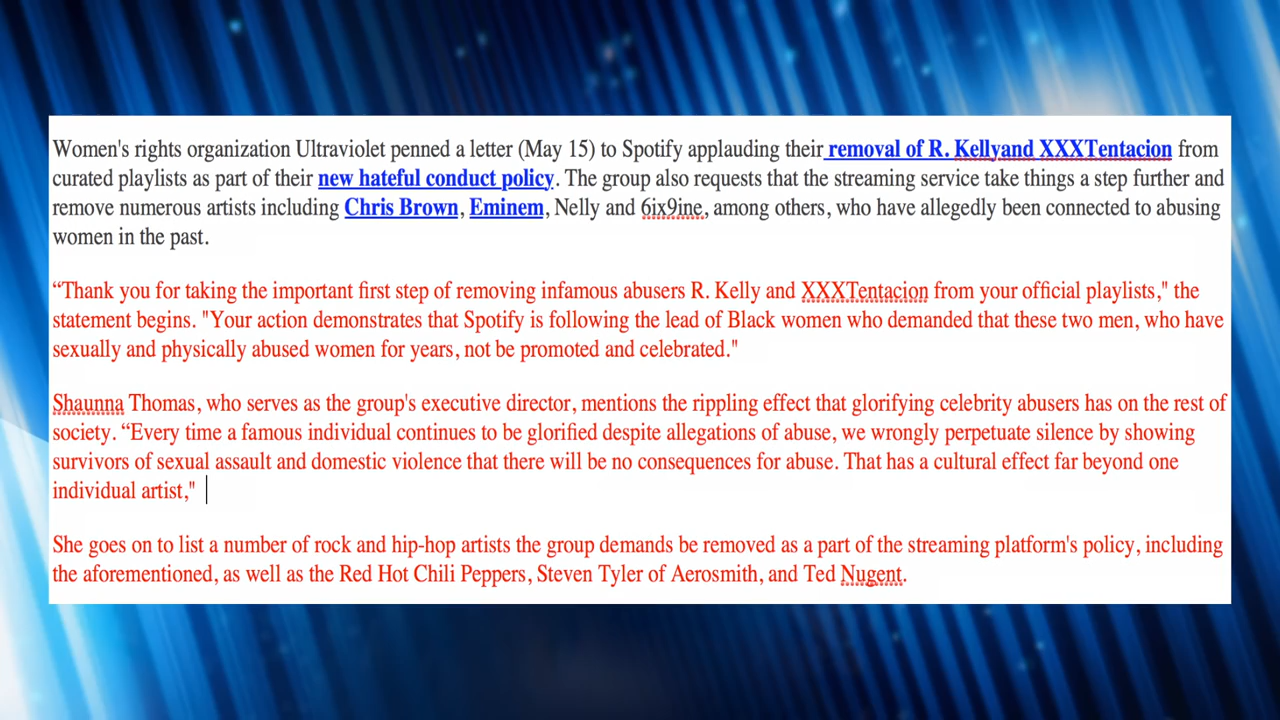 Women's rights organization Ultraviolet penned a letter (May 15) to Spotify applauding their removal of R. Kellyand XXXTentacion from
curated playlists as part of their new hateful conduct policy. The group also requests that the streaming service take things a step further and
remove numerous artists including Chris Brown, Eminem, Nelly and 6ix9ine, among others, who have allegedly been connected to abusing
women in the past.
“Thank you for taking the important first step of removing infamous abusers R. Kelly and XXXTentacion from your official playlists," the
statement begins. "Your action demonstrates that Spotify is following the lead of Black women who demanded that these two men, who have
sexually and physically abused women for years, not be promoted and celebrated."
Shaunna Thomas, who serves as the group's executive director, mentions the rippling effect that glorifying celebrity abusers has on the rest of
society. “Every time a famous individual continues to be glorified despite allegations of abuse, we wrongly perpetuate silence by showing
survivors of sexual assault and domestic violence that there will be no consequences for abuse. That has a cultural effect far beyond one
individual artist,"
She goes on to list a number of rock and hip-hop artists the group demands be removed as a part of the streaming platform's policy, including
the aforementioned, as well as the Red Hot Chili Peppers, Steven Tyler of Aerosmith, and Ted Nugent.